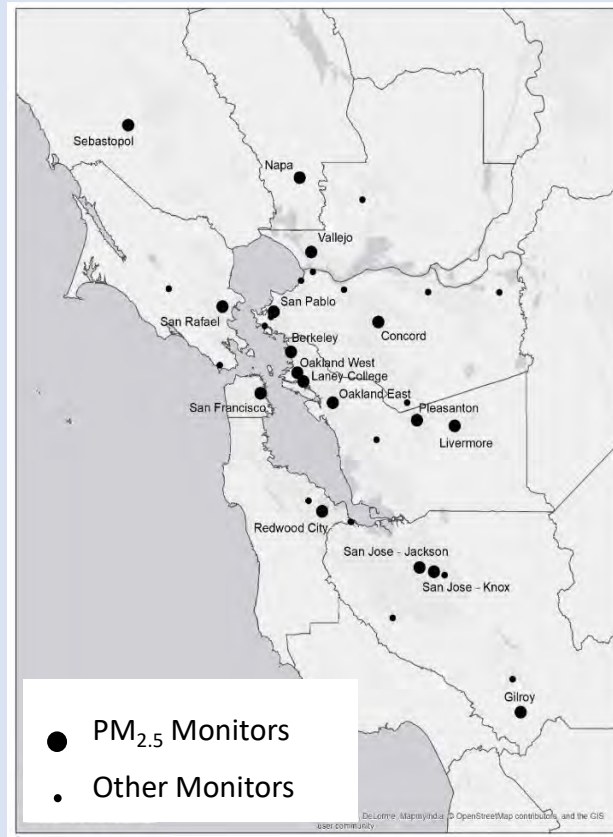 Sebastopol
Napa
Vallejo
San Pablo
San Rafael
Concord
Berkeley
Oakland West
Laney College
Oakland East
San Francisco
Pleasanton
Livermore
Redwood City
San Jose - Jackson
San Jose - Knox
Gilroy
PM2.5 Monitors
Other Monitors
DeLorme, MapmyIndia, © OpenStreetMap contributors, and the GIS
user community